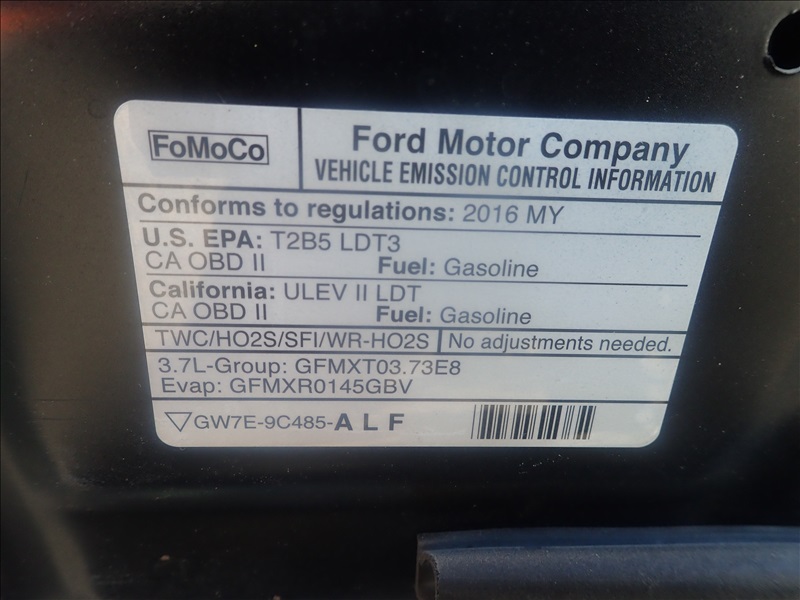 FoMoCo
Ford Motor Company
VEHICLE EMISSION CONTROL INFORMATION
Conforms to regulations: 2016 MY
U.S. EPA: T2B5 LDT3
CA OBD II Fuel: Gasoline
California: ULEV II LDT
CA OBD II Fuel: Gasoline
TWC/HO2S/SFI/WR-HO2S No adjustments needed.
3.7L-Group: GFMXT03.73E8
Evap: GFMXR0145GBV
GW7E-9C485-ALF